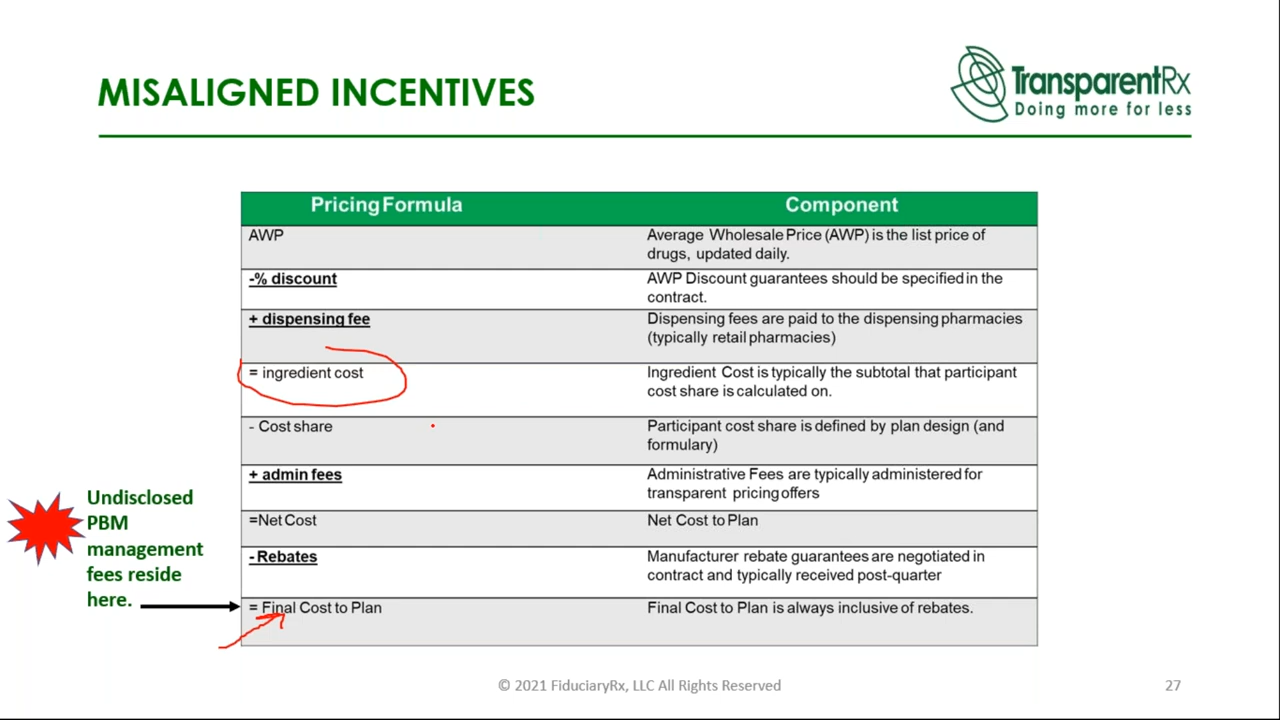 MISALIGNED INCENTIVES
TransparentRx
Doing more for less
Pricing Formula
Component
AWP
Average Wholesale Price (AWP) is the list price of
drugs, updated daily.
-% discount
AWP Discount guarantees should be specified in the
contract.
+ dispensing fee
Dispensing fees are paid to the dispensing pharmacies
(typically retail pharmacies)
= ingredient cost
Ingredient Cost is typically the subtotal that participant
cost share is calculated on.
- Cost share
Participant cost share is defined by plan design (and
formulary)
+ admin fees
Administrative Fees are typically administered for
transparent pricing offers
=Net Cost
Net Cost to Plan
- Rebates
Manufacturer rebate guarantees are negotiated in
contract and typically received post-quarter
= Final Cost to Plan
Final Cost to Plan is always inclusive of rebates.
Undisclosed
PBM
management
fees reside
here.
© 2021 FiduciaryRx, LLC All Rights Reserved
27